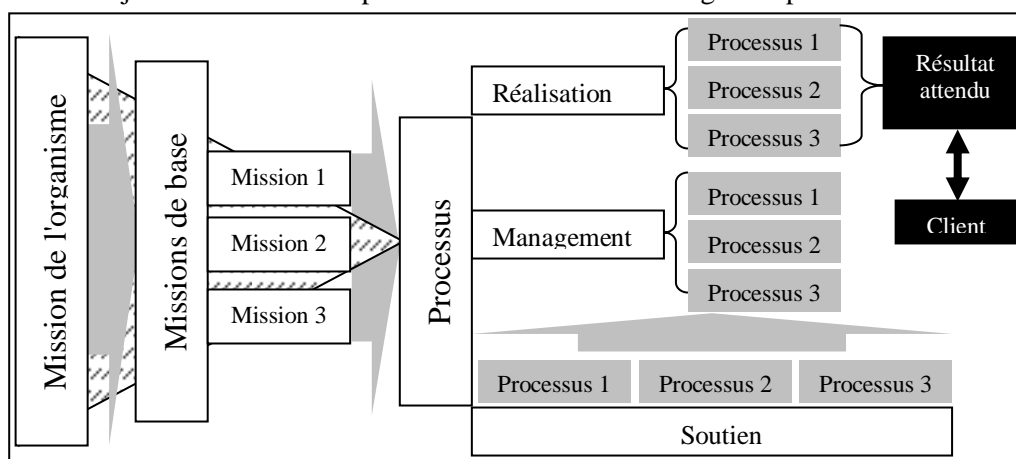 Mission de l'organisme
Missions de base
Mission 1
Mission 2
Mission 3
Processus
Réalisation
Processus 1
Processus 2
Processus 3
Résultat
attendu
Client
Management
Processus 1
Processus 2
Processus 3
Processus 1
Processus 2
Processus 3
Soutien